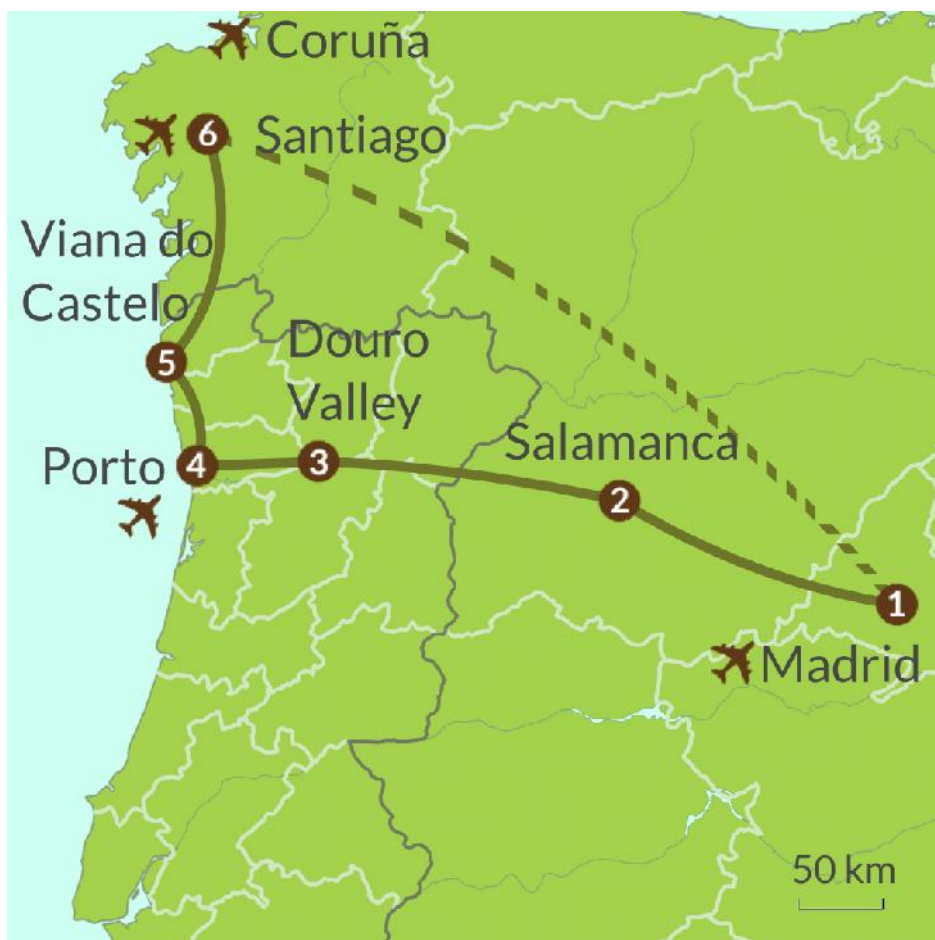 Coruña
6
Santiago
Viana do
Castelo
5
Douro
Valley
Salamanca
Porto
4
3
2
1
Madrid
50 km